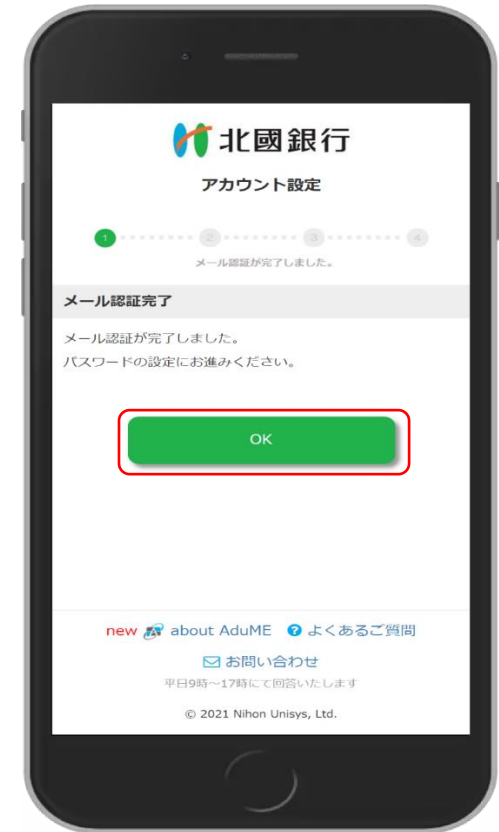 北國銀行
アカウント設定
1 2 3 4
メール認証が完了しました。
メール認証完了
メール認証が完了しました。
パスワードの設定にお進みください。
OK
new about AduME よくあるご質問
お問い合わせ
平日9時～17時にて回答いたします
© 2021 Nihon Unisys, Ltd.